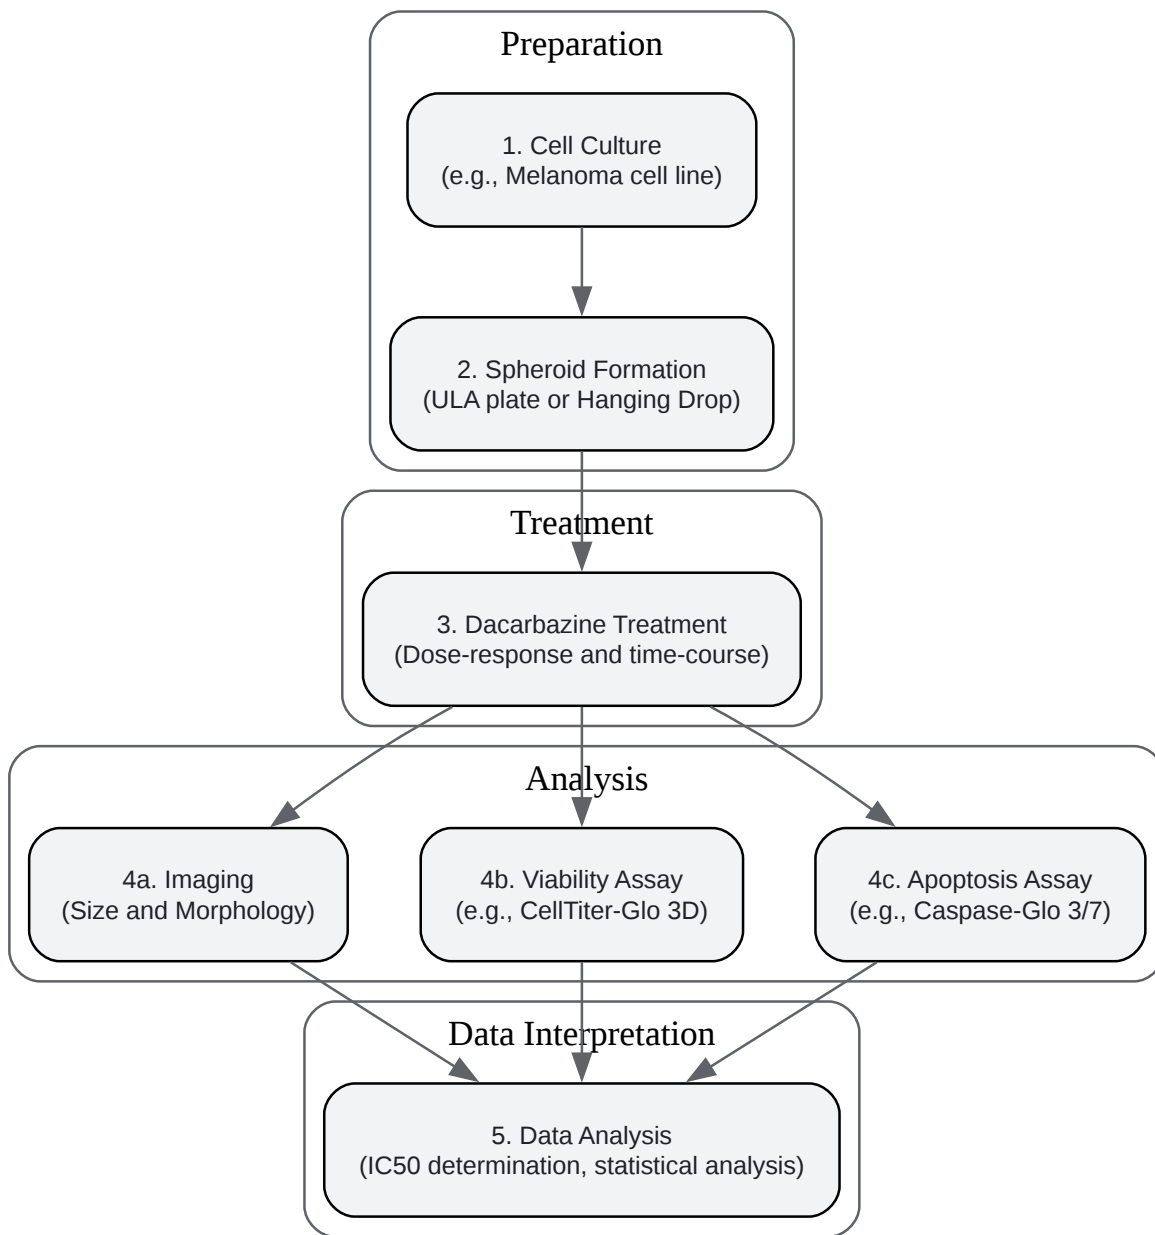 Preparation
1. Cell Culture
(e.g., Melanoma cell line)
2. Spheroid Formation
(ULA plate or Hanging Drop)
Treatment
3. Dacarbazine Treatment
(Dose-response and time-course)
Analysis
4a. Imaging
(Size and Morphology)
4b. Viability Assay
(e.g., CellTiter-Glo 3D)
4c. Apoptosis Assay
(e.g., Caspase-Glo 3/7)
Data Interpretation
5. Data Analysis
(IC50 determination, statistical analysis)